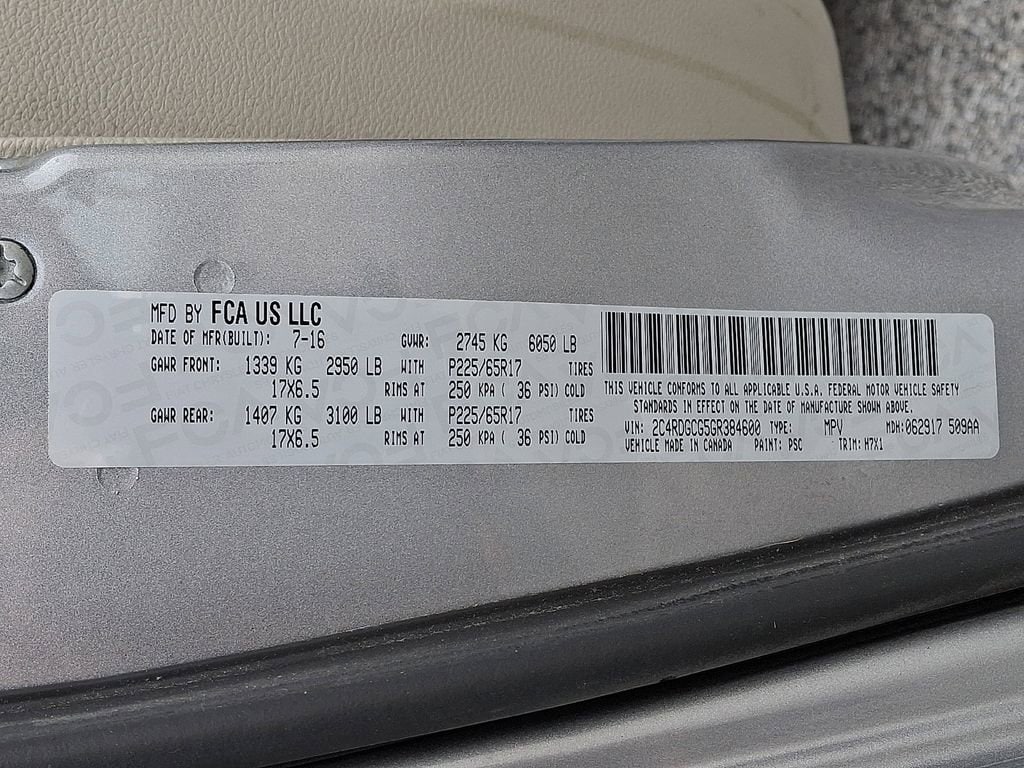 MFD BY FCA US LLC
DATE OF MFR(BUILT): 7-16 GVWR: 2745 KG 6050 LB
GAWR FRONT: 1339 KG 2950 LB WITH P225/65R17 TIRES
17X6.5 RIMS AT 250 KPA ( 36 PSI) COLD
GAWR REAR: 1407 KG 3100 LB WITH P225/65R17 TIRES
17X6.5 RIMS AT 250 KPA ( 36 PSI) COLD
THIS VEHICLE CONFORMS TO ALL APPLICABLE U.S.A. FEDERAL MOTOR VEHICLE SAFETY
STANDARDS IN EFFECT ON THE DATE OF MANUFACTURE SHOWN ABOVE.
VIN: 2C4RDGCG5GR384600 TYPE: MPV MDH:062917 509AA
VEHICLE MADE IN CANADA PAINT: PSC TRIM: H7X1